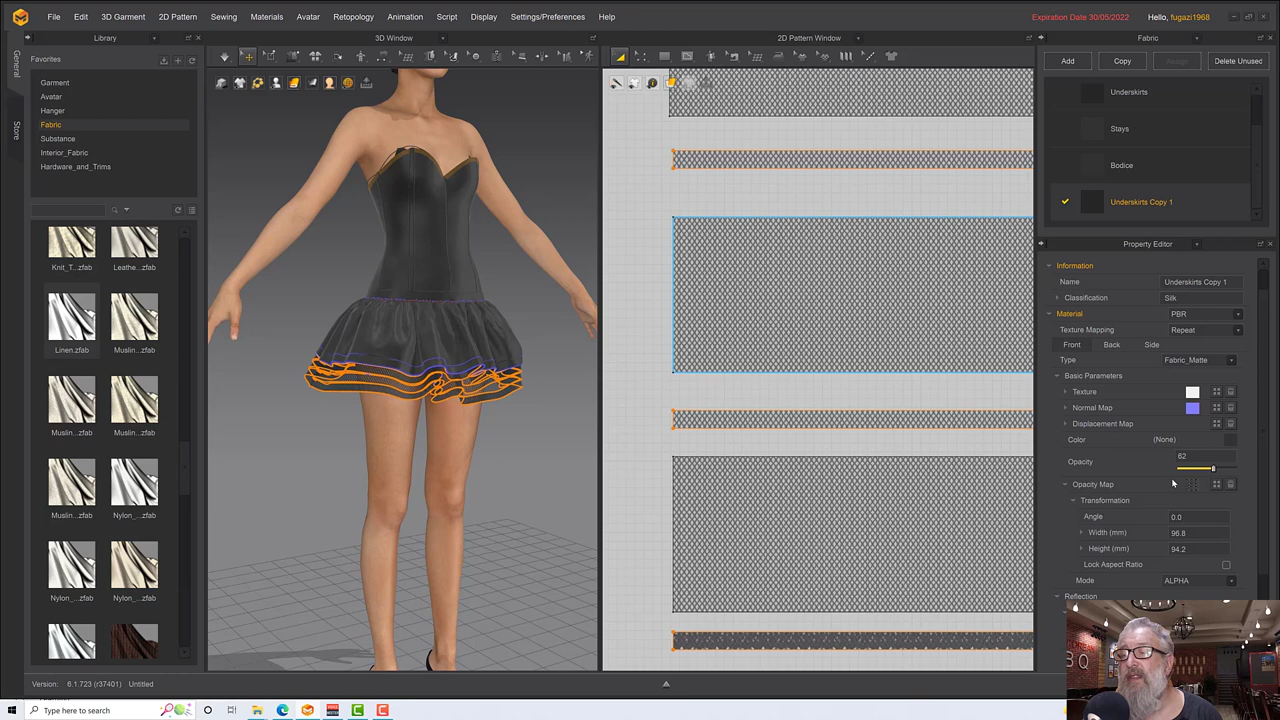 File Edit 3D Garment 2D Pattern Sewing Materials Avatar Retopology Animation Script Display Settings/Preferences Help
Expiration Date 30/05/2022 Hello, fugazi1968
Library
3D Window
2D Pattern Window
Fabric
General
Store
Favorites
Garment
Avatar
Hanger
Fabric
Substance
Interior_Fabric
Hardware_and_Trims
Knit_T...zfab Leathe...zfab
Linen.zfab Muslin...zfab
Muslin...zfab Muslin...zfab
Muslin...zfab Nylon_...zfab
Nylon_...zfab Nylon_...zfab
Add Copy Assign Delete Unused
Underskirts
Stays
Bodice
Underskirts Copy 1
Property Editor
Information
Name Underskirts Copy 1
Classification Silk
Material PBR
Texture Mapping Repeat
Front Back Side
Type Fabric_Matte
Basic Parameters
Texture
Normal Map
Displacement Map
Color (None)
Opacity 62
Opacity Map
Transformation
Angle 0.0
Width (mm) 96.8
Height (mm) 94.2
Lock Aspect Ratio
Mode ALPHA
Reflection
Version: 6.1.723 (r37401) Untitled
Type here to search